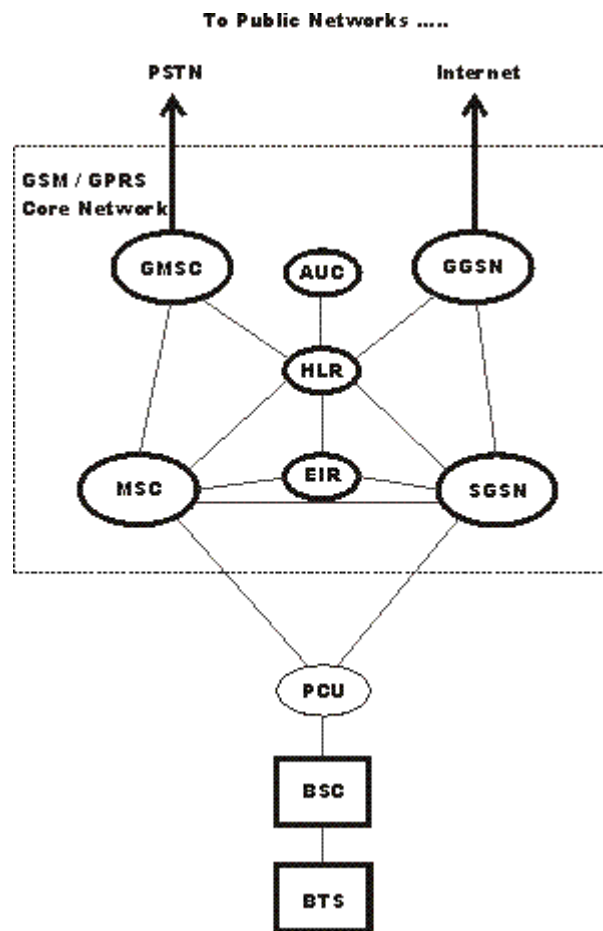 To Public Networks .....
PSTN
Internet
GSM / GPRS
Core Network
GMSC
AUC
GGSN
HLR
MSC
EIR
SGSN
PCU
BSC
BTS